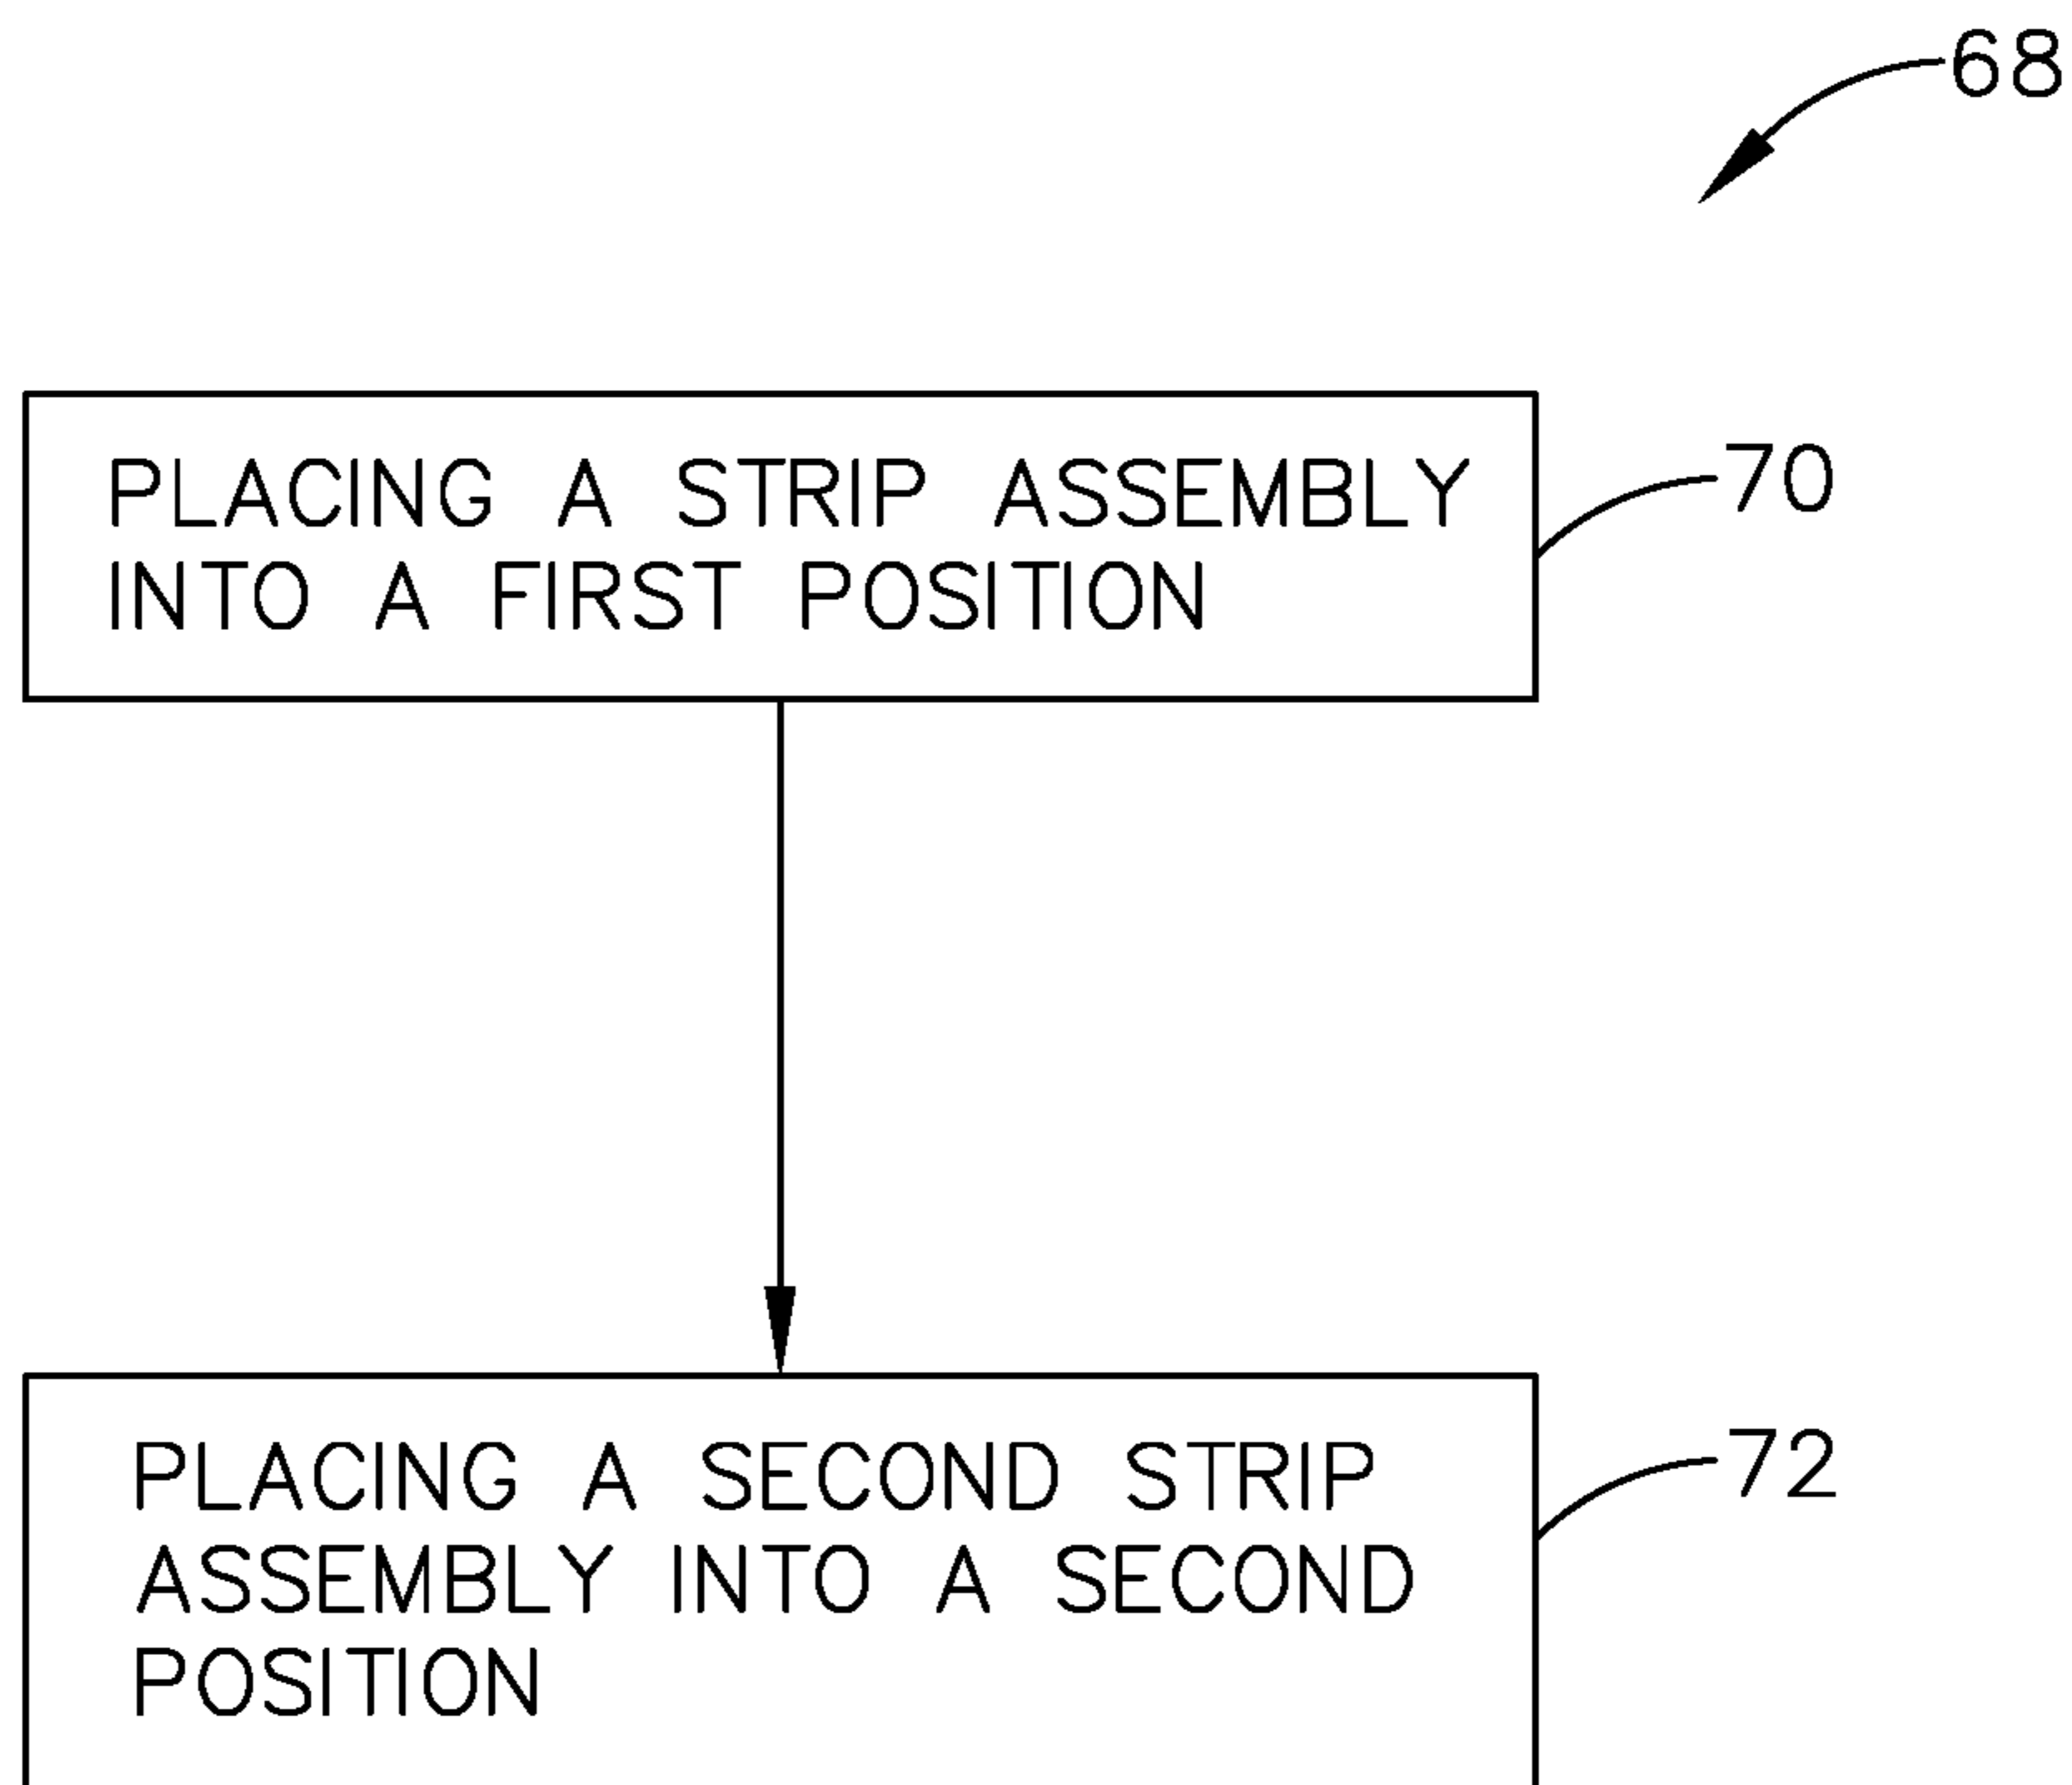 68
PLACING A STRIP ASSEMBLY
INTO A FIRST POSITION
70
PLACING A SECOND STRIP
ASSEMBLY INTO A SECOND
POSITION
72